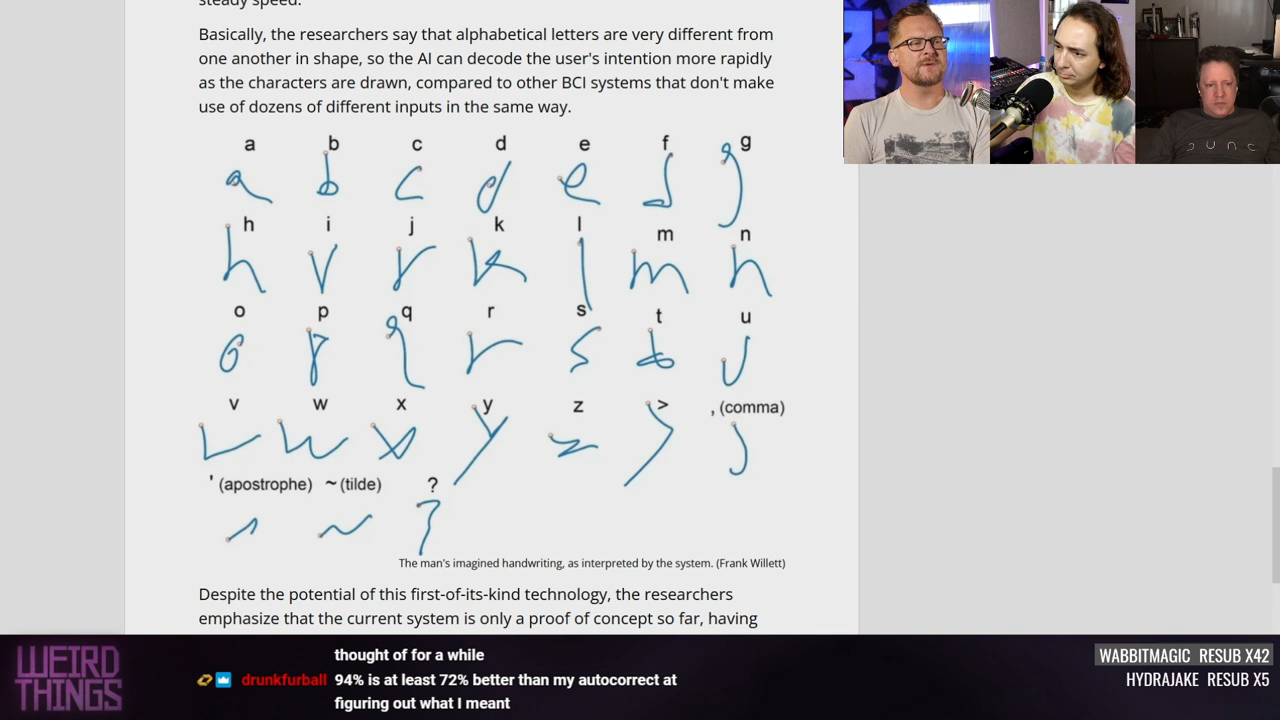 steady speed.
Basically, the researchers say that alphabetical letters are very different from
one another in shape, so the AI can decode the user's intention more rapidly
as the characters are drawn, compared to other BCI systems that don't make
use of dozens of different inputs in the same way.
a b c d e f g
h i j k l m n
o p q r s t u
v w x y z > , (comma)
' (apostrophe) ~ (tilde) ?
The man's imagined handwriting, as interpreted by the system. (Frank Willett)
Despite the potential of this first-of-its-kind technology, the researchers
emphasize that the current system is only a proof of concept so far, having
WEIRD
THINGS
thought of for a while
drunkfurball 94% is at least 72% better than my autocorrect at
figuring out what I meant
WABBITMAGIC RESUB X42
HYDRAJAKE RESUB X5